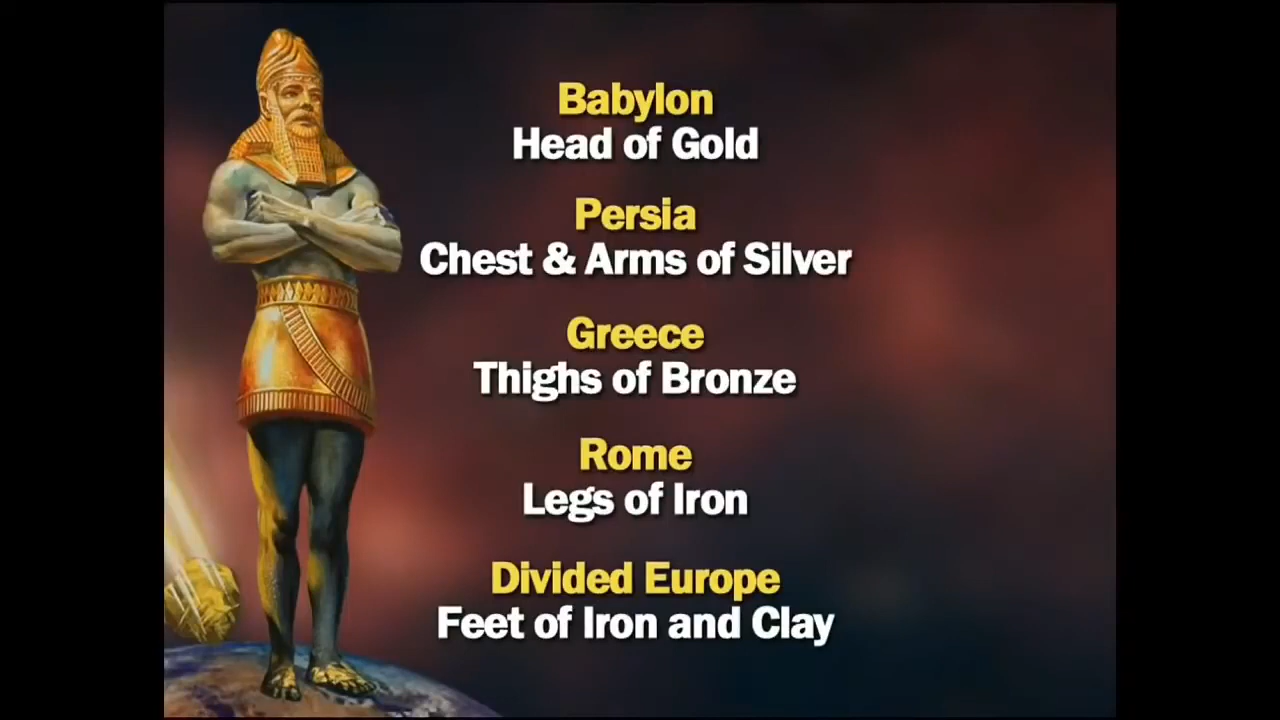 Babylon
Head of Gold
Persia
Chest & Arms of Silver
Greece
Thighs of Bronze
Rome
Legs of Iron
Divided Europe
Feet of Iron and Clay